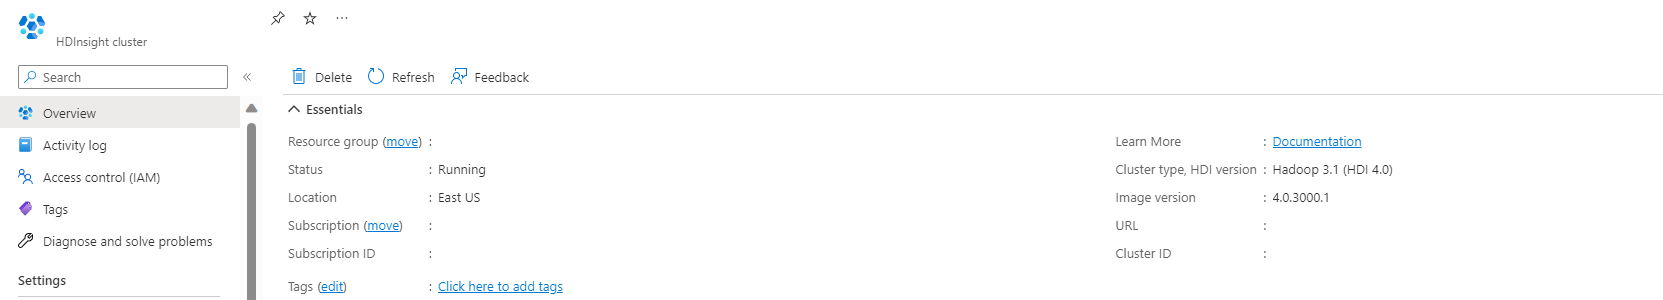 HDInsight cluster
Search
Delete Refresh Feedback
Overview
Activity log
Access control (IAM)
Tags
Diagnose and solve problems
Settings
Essentials
Resource group (move) :
Status : Running
Location : East US
Subscription (move) :
Subscription ID :
Tags (edit) : Click here to add tags
Learn More : Documentation
Cluster type, HDI version : Hadoop 3.1 (HDI 4.0)
Image version : 4.0.3000.1
URL :
Cluster ID :